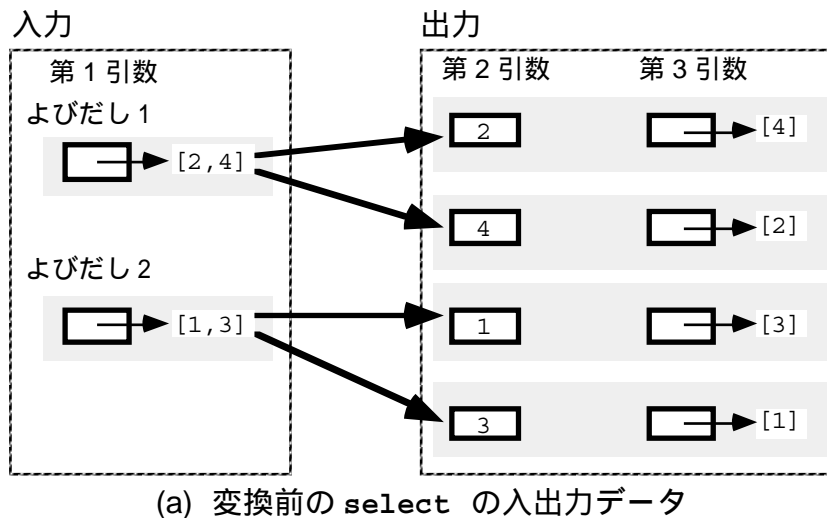 入力
第1引数
よびだし1
[2,4]
よびだし2
[1,3]
出力
第2引数 第3引数
2 [4]
4 [2]
1 [3]
3 [1]
(a) 変換前の select の入出力データ